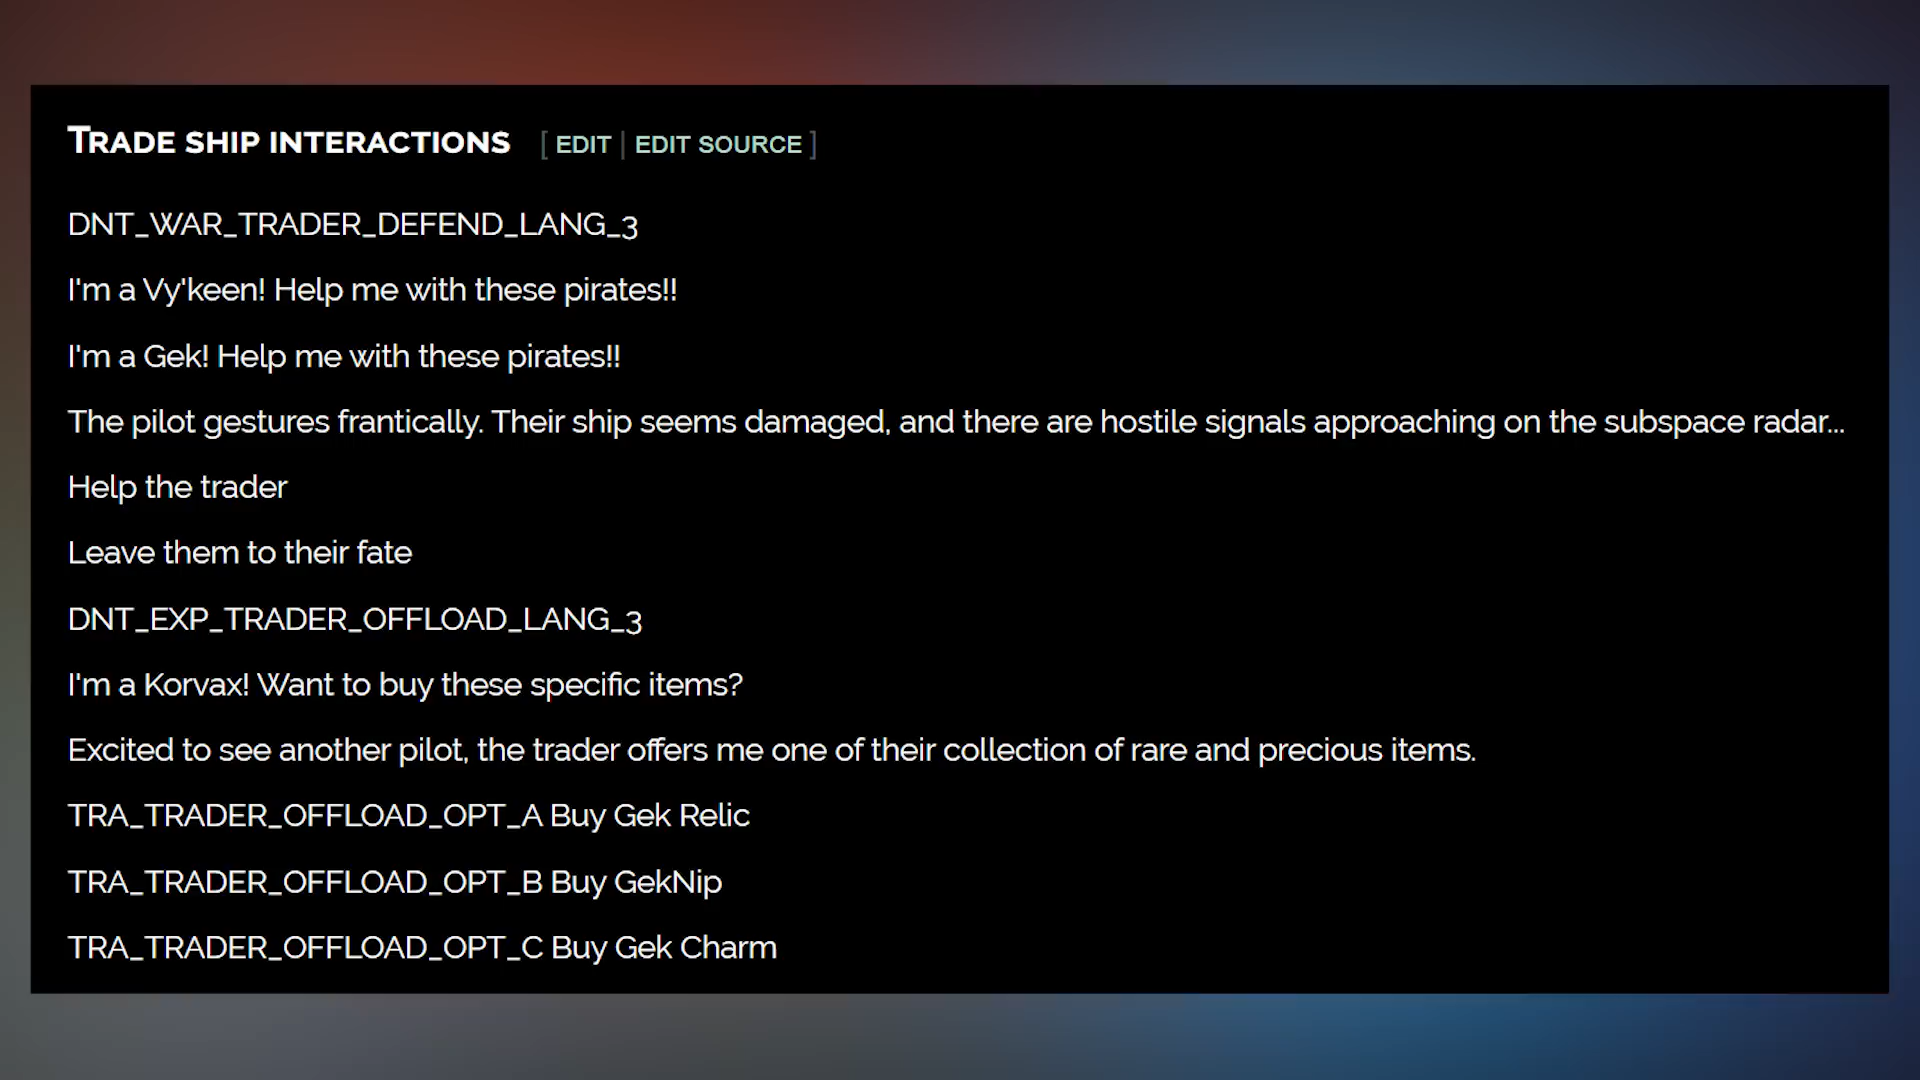 TRADE SHIP INTERACTIONS [ EDIT | EDIT SOURCE ]
DNT_WAR_TRADER_DEFEND_LANG_3
I'm a Vy'keen! Help me with these pirates!!
I'm a Gek! Help me with these pirates!!
The pilot gestures frantically. Their ship seems damaged, and there are hostile signals approaching on the subspace radar...
Help the trader
Leave them to their fate
DNT_EXP_TRADER_OFFLOAD_LANG_3
I'm a Korvax! Want to buy these specific items?
Excited to see another pilot, the trader offers me one of their collection of rare and precious items.
TRA_TRADER_OFFLOAD_OPT_A Buy Gek Relic
TRA_TRADER_OFFLOAD_OPT_B Buy GekNip
TRA_TRADER_OFFLOAD_OPT_C Buy Gek Charm